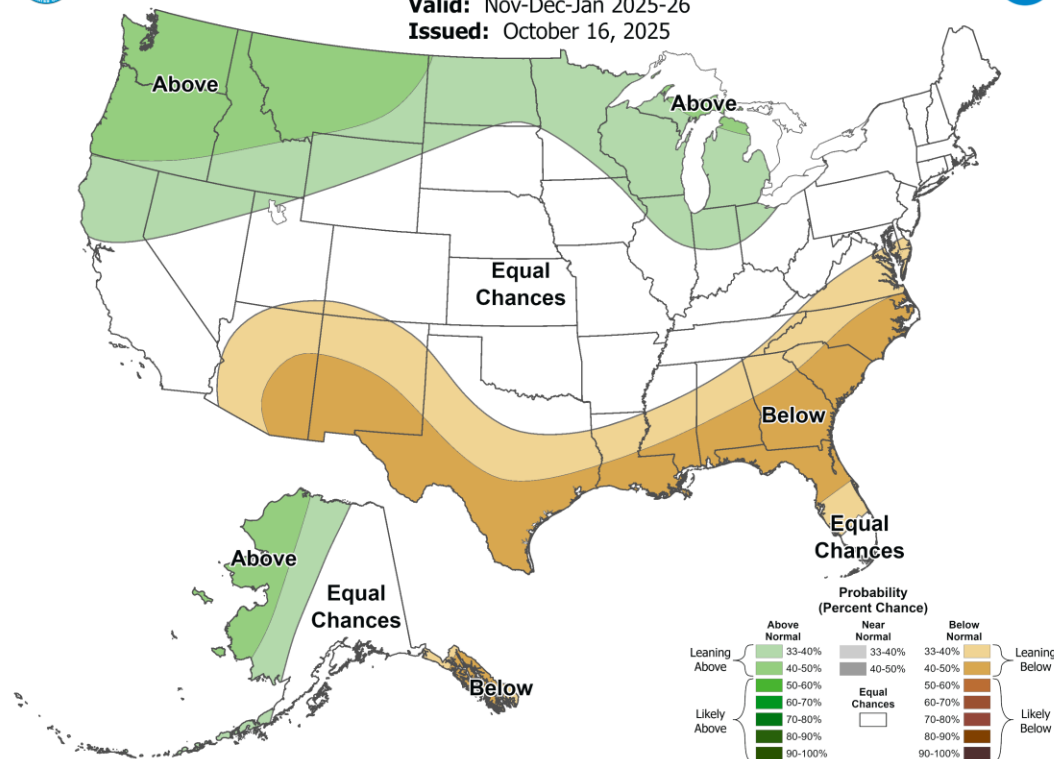 Valid: Nov-Dec-Jan 2025-26
Issued: October 16, 2025
Above
Above
Equal
Chances
Below
Equal
Chances
Above
Equal
Chances
Below
Probability
(Percent Chance)
Above
Normal
Near
Normal
Below
Normal
Leaning
Above
33-40%
40-50%
33-40%
40-50%
33-40%
40-50%
Leaning
Below
Likely
Above
50-60%
60-70%
70-80%
80-90%
90-100%
Equal
Chances
50-60%
60-70%
70-80%
80-90%
90-100%
Likely
Below